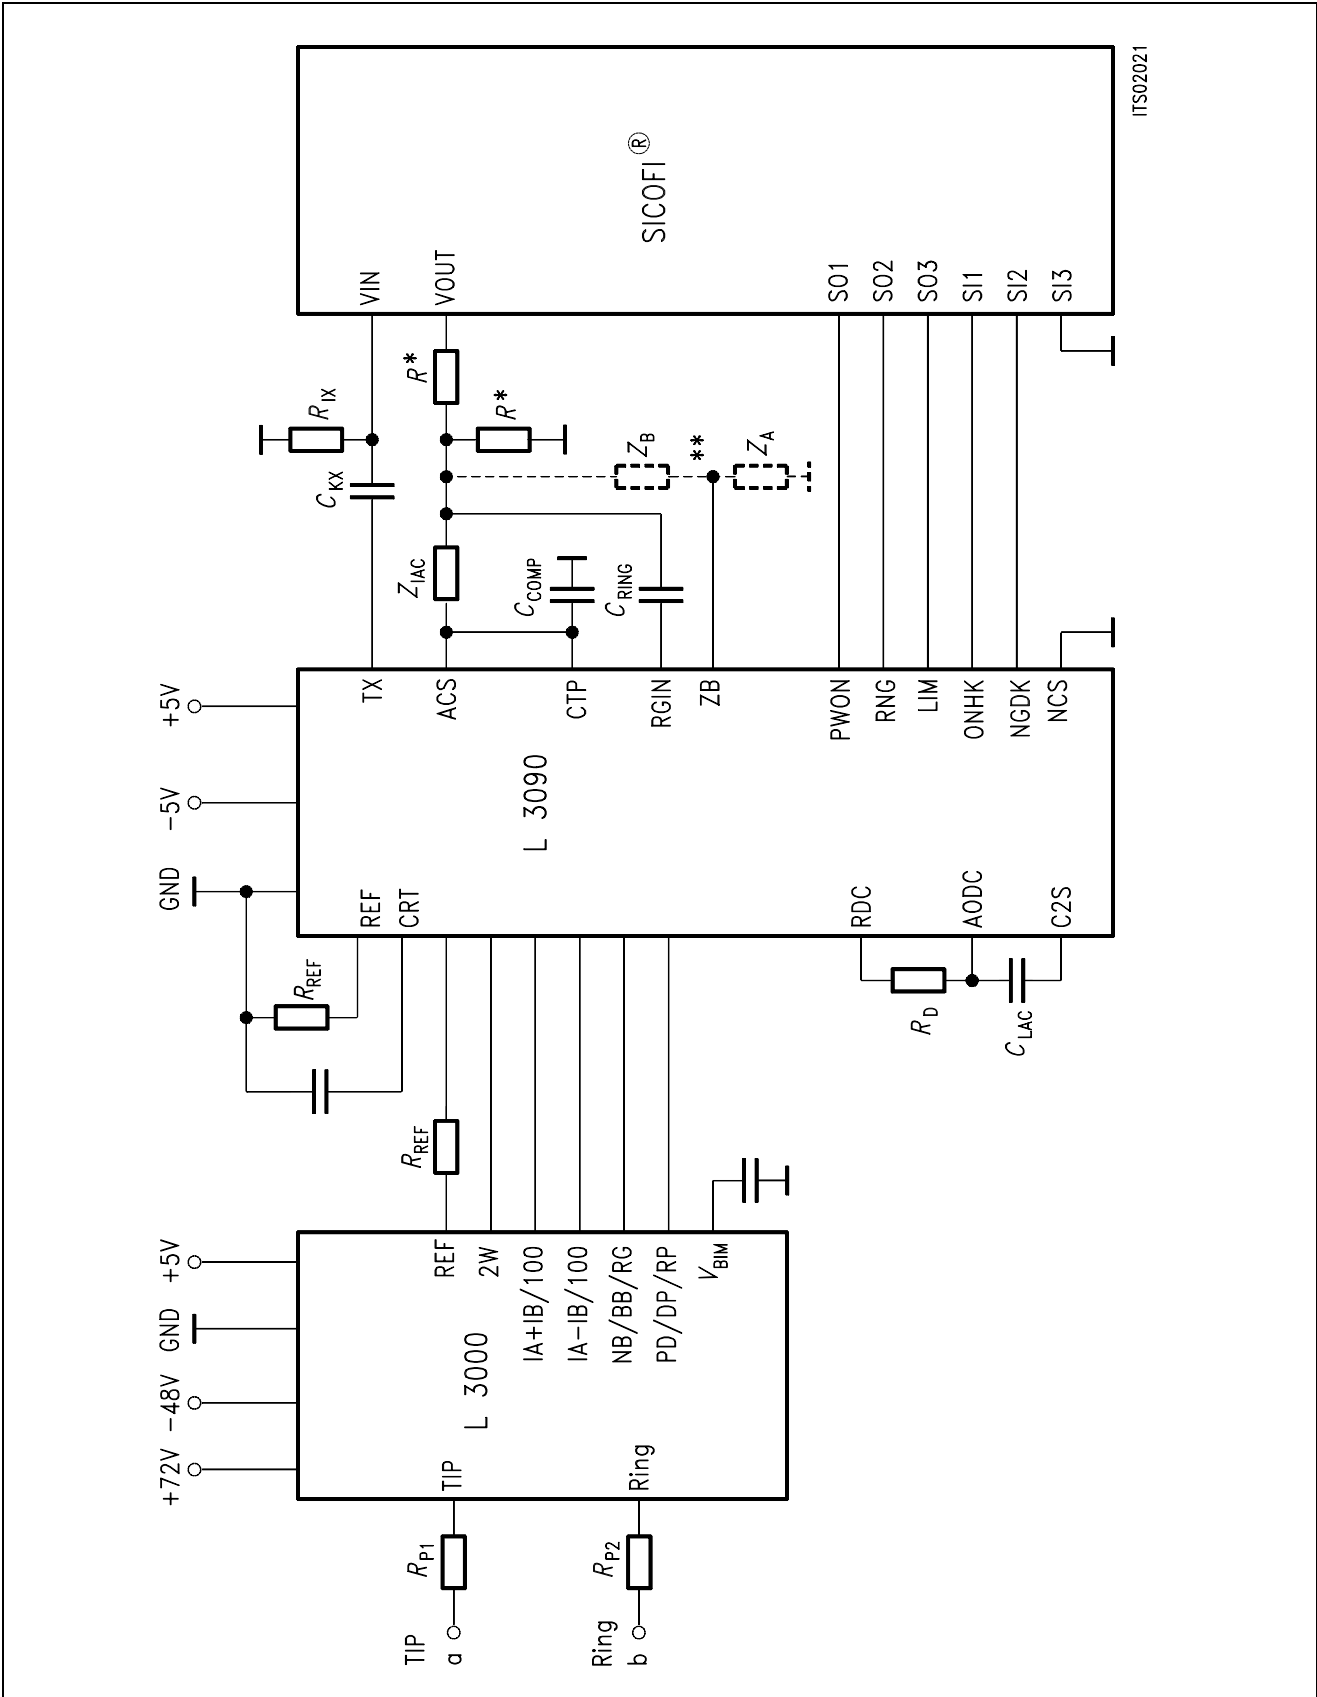 ITS02021
SICOFI®
VIN
VOUT
SO1
SO2
SO3
SI1
SI2
SI3
R*
R*
RIX
CKX
ZB
**
ZA
ZIAC
CCOMP
CRING
+5V
-5V
GND
TX
ACS
CTP
RGIN
ZB
PWON
RNG
LIM
ONHK
NGDK
NCS
L 3090
REF
CRT
RDC
AODC
C2S
RREF
RD
CLAC
RREF
+5V
GND
-48V
+72V
REF
2W
IA+IB/100
IA-IB/100
NB/BB/RG
PD/DP/RP
VBIM
L 3000
TIP
Ring
RP1
RP2
TIP
a
Ring
b